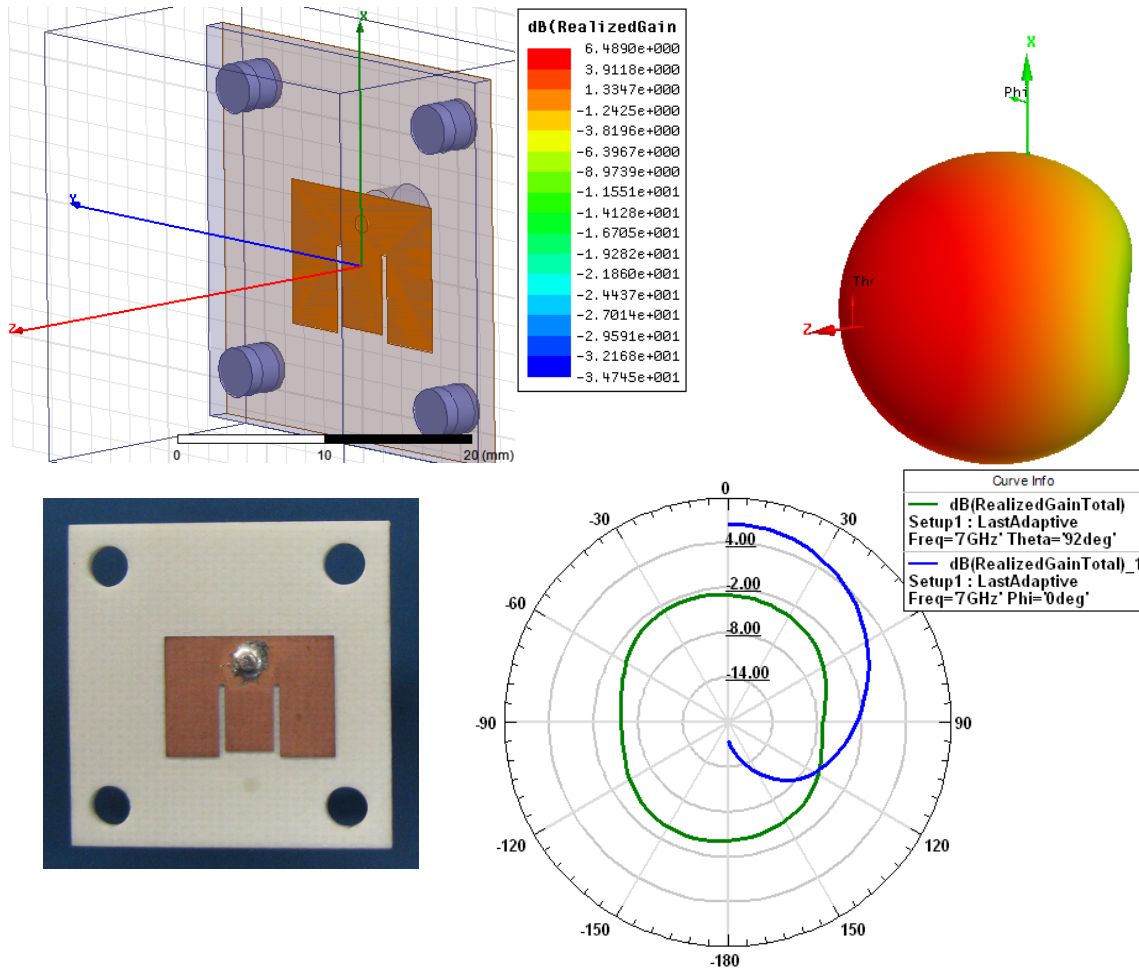 X
Y
Z
0
10
20 (mm)
dB(RealizedGain
6.4890e+000
3.9118e+000
1.3347e+000
-1.2425e+000
-3.8196e+000
-6.3967e+000
-8.9739e+000
-1.1551e+001
-1.4128e+001
-1.6705e+001
-1.9282e+001
-2.1860e+001
-2.4437e+001
-2.7014e+001
-2.9591e+001
-3.2168e+001
-3.4745e+001
X
Phi
Th
Z
Curve Info
dB(RealizedGainTotal)
Setup1 : LastAdaptive
Freq='7GHz' Theta='92deg'
dB(RealizedGainTotal)_1
Setup1 : LastAdaptive
Freq='7GHz' Phi='0deg'
0
-30
30
4.00
-2.00
-60
-8.00
-14.00
-90
90
-120
120
-150
150
-180